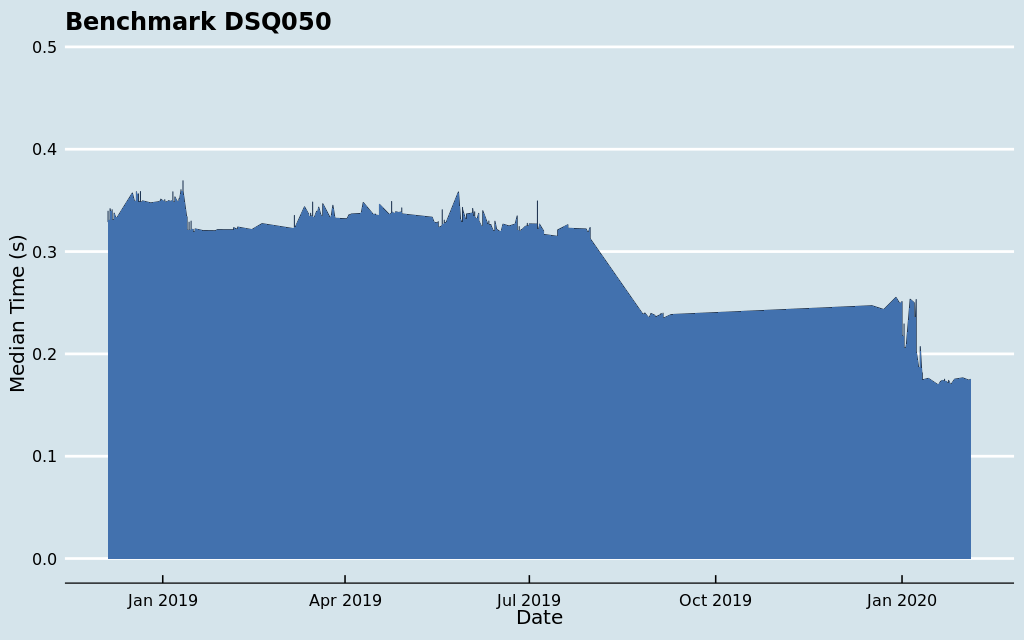 Benchmark DSQ050
Median Time (s)
0.5
0.4
0.3
0.2
0.1
0.0
Jan 2019
Apr 2019
Jul 2019
Oct 2019
Jan 2020
Date